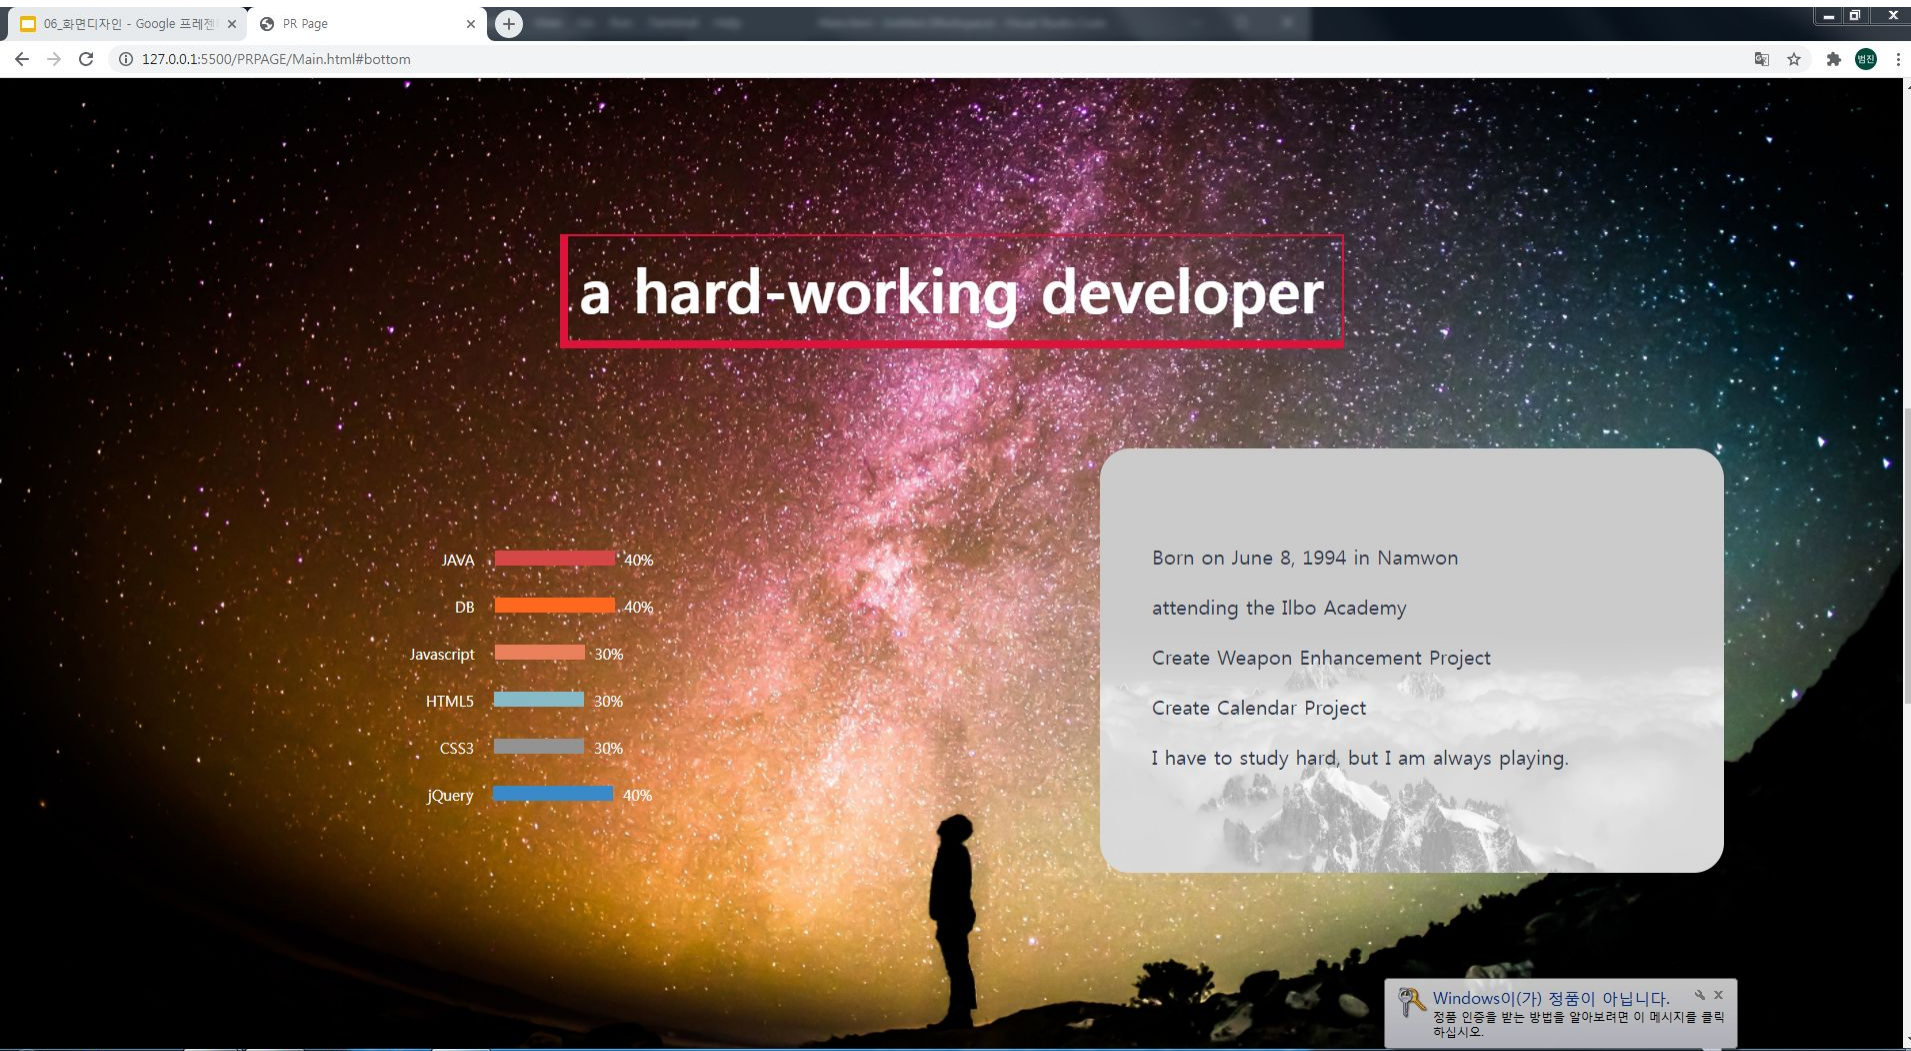 06_화면디자인 - Google 프레젠
PR Page
127.0.0.1:5500/PRPAGE/Main.html#bottom
범진
a hard-working developer
JAVA 40%
DB 40%
Javascript 30%
HTML5 30%
CSS3 30%
jQuery 40%
Born on June 8, 1994 in Namwon
attending the Ilbo Academy
Create Weapon Enhancement Project
Create Calendar Project
I have to study hard, but I am always playing.
Windows이(가) 정품이 아닙니다.
정품 인증을 받는 방법을 알아보려면 이 메시지를 클릭
하십시오.